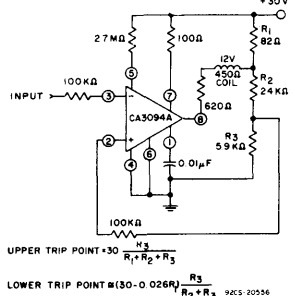 +30V
R1
82Ω
27MΩ
100Ω
12V
450Ω
COIL
R2
24KΩ
100KΩ
INPUT
5
7
3
−
CA3094A
8
620Ω
2
+
1
R3
5.9KΩ
4
6
0.01µF
100KΩ
UPPER TRIP POINT=30 R3/(R1+R2+R3)
LOWER TRIP POINT≅(30-0.026R1) R3/(R2+R3)
92CS-20556